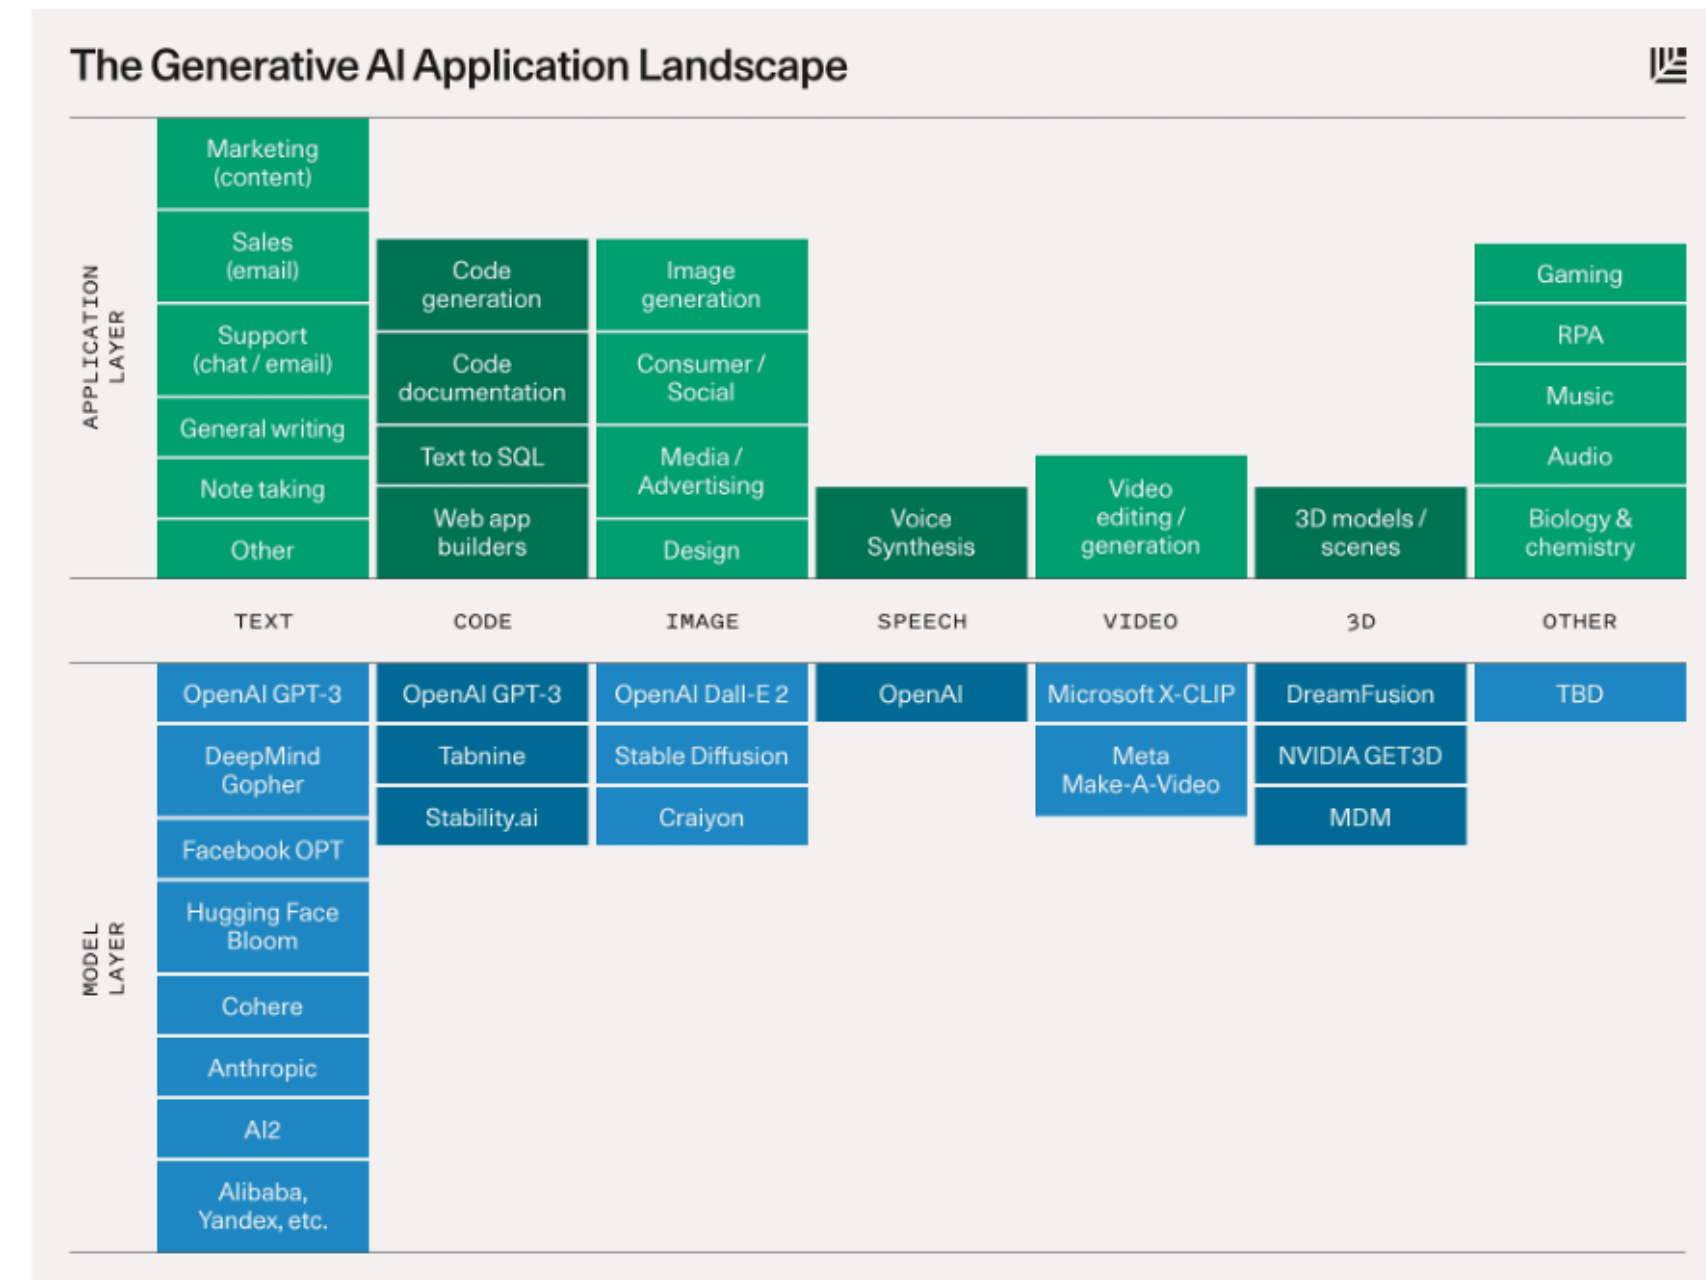 The Generative AI Application Landscape
APPLICATION
LAYER
Marketing
(content)
Sales
(email)
Support
(chat / email)
General writing
Note taking
Other
Code
generation
Code
documentation
Text to SQL
Web app
builders
Image
generation
Consumer /
Social
Media /
Advertising
Design
Voice
Synthesis
Video
editing /
generation
3D models /
scenes
Gaming
RPA
Music
Audio
Biology &
chemistry
TEXT
CODE
IMAGE
SPEECH
VIDEO
3D
OTHER
MODEL
LAYER
OpenAI GPT-3
DeepMind
Gopher
Facebook OPT
Hugging Face
Bloom
Cohere
Anthropic
AI2
Alibaba,
Yandex, etc.
OpenAI GPT-3
Tabnine
Stability.ai
OpenAI Dall-E 2
Stable Diffusion
Craiyon
OpenAI
Microsoft X-CLIP
Meta
Make-A-Video
DreamFusion
NVIDIA GET3D
MDM
TBD